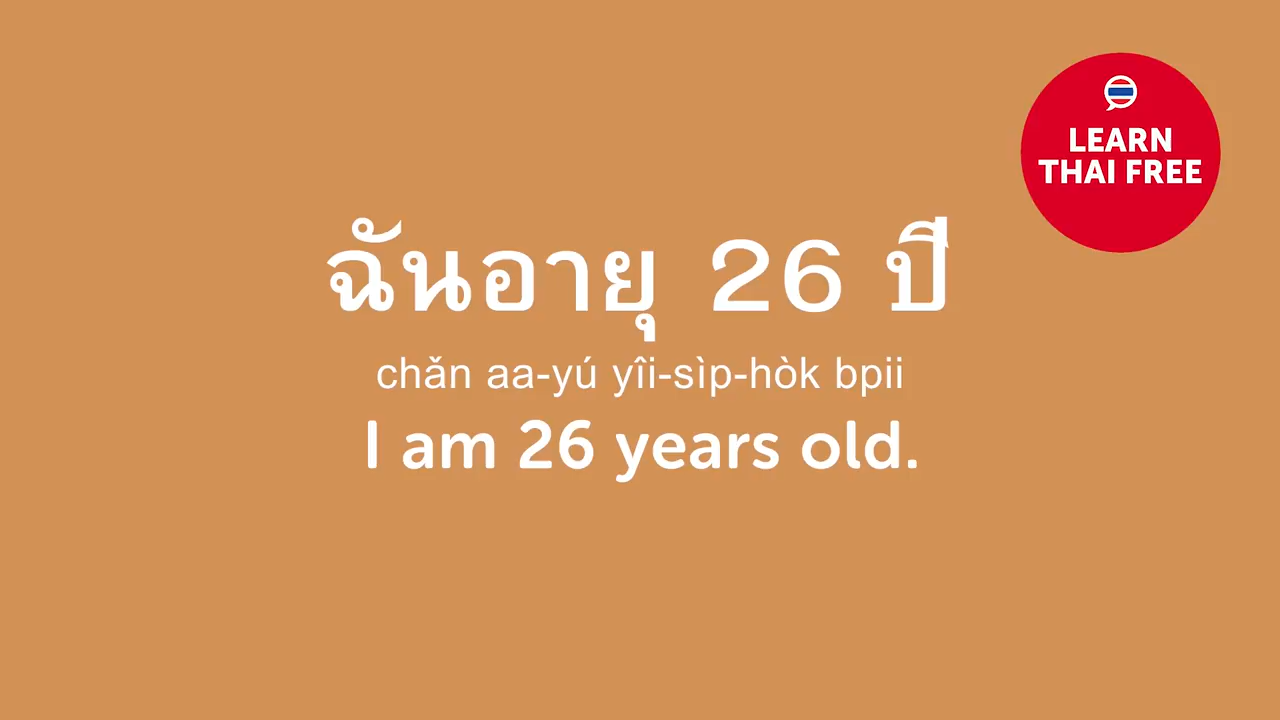 LEARN
THAI FREE
ฉันอายุ 26 ปี
chǎn aa-yú yîi-sìp-hòk bpii
I am 26 years old.